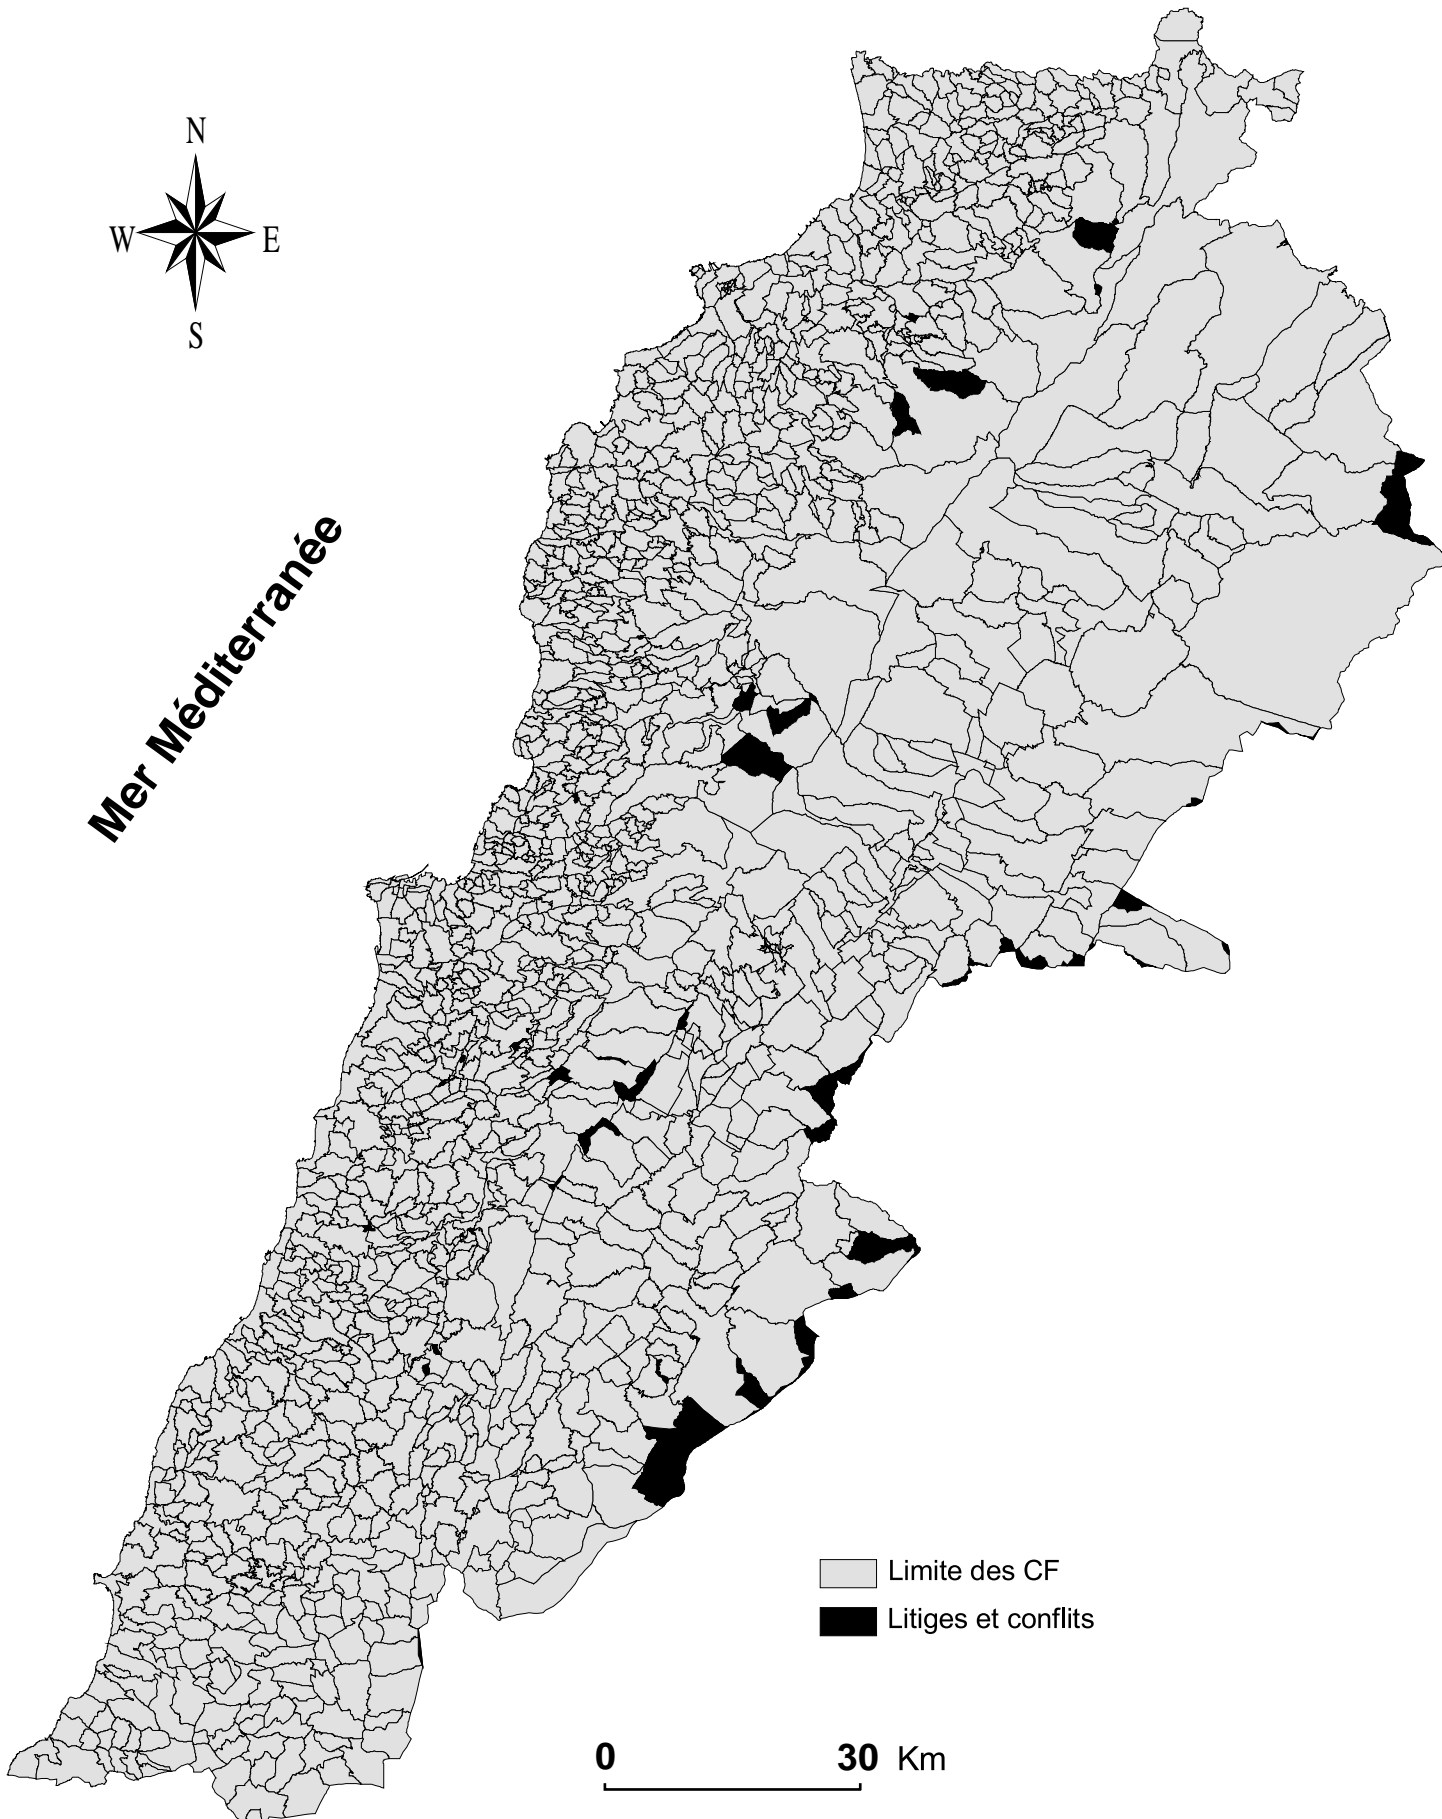 N
W E
S
Mer Méditerranée
Limite des CF
Litiges et conflits
0 30 Km